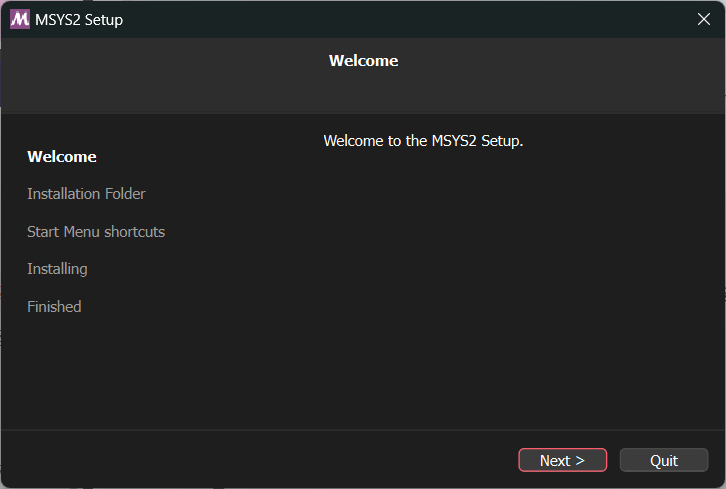 MSYS2 Setup
Welcome
Welcome to the MSYS2 Setup.
Welcome
Installation Folder
Start Menu shortcuts
Installing
Finished
Next >
Quit